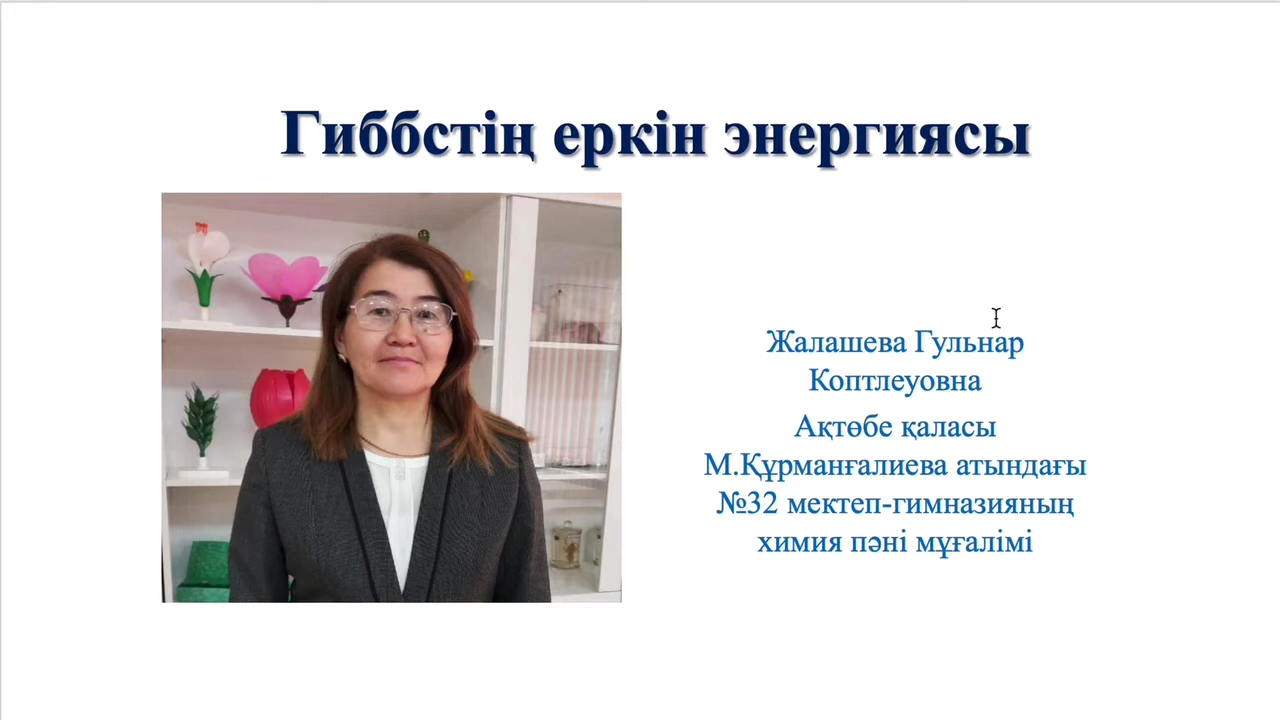 Гиббстің еркін энергиясы
Жалашева Гульнар
Коптлеуовна
Ақтөбе қаласы
М.Құрманғалиева атындағы
№32 мектеп-гимназияның
химия пәні мұғалімі